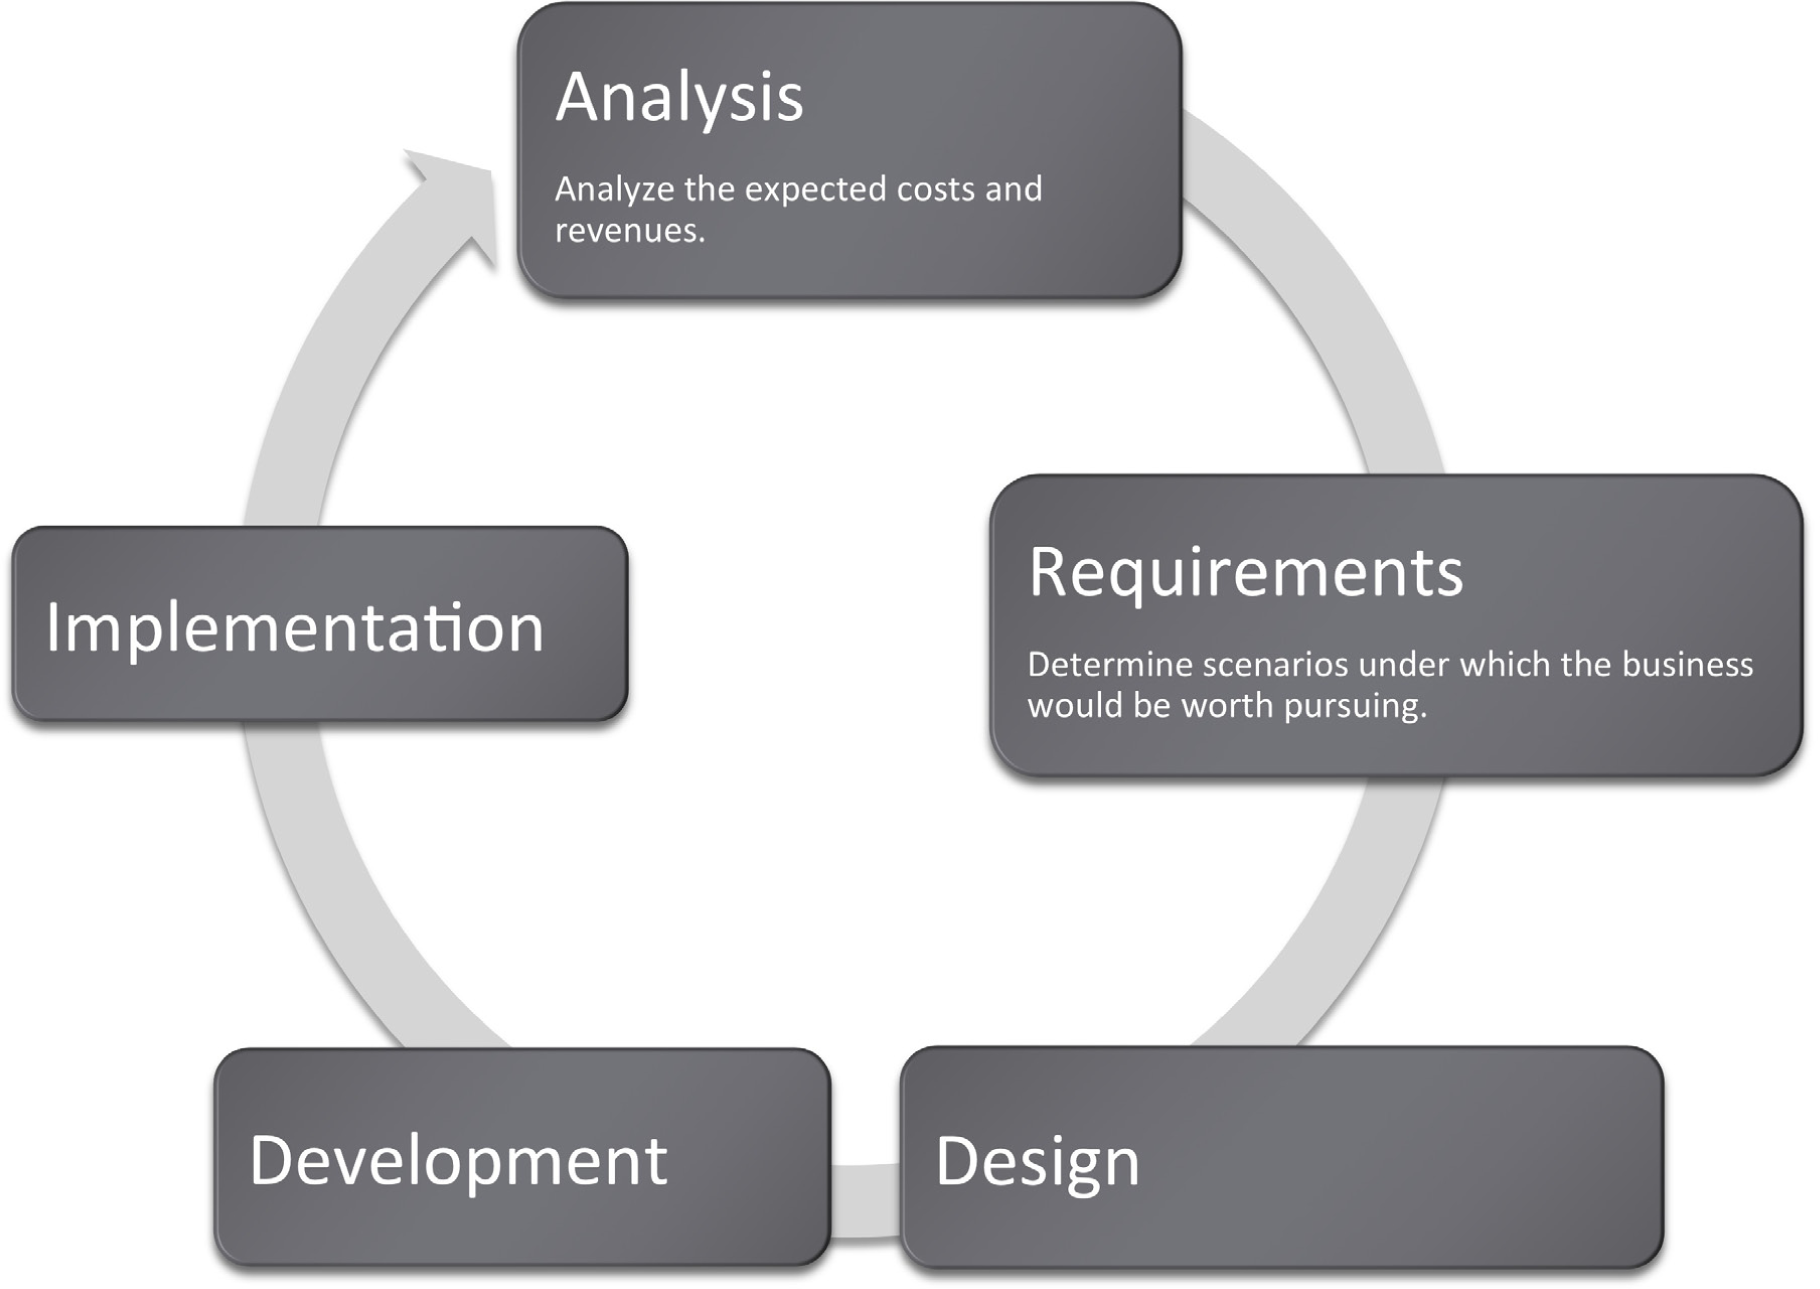 Analysis
Analyze the expected costs and
revenues.
Requirements
Determine scenarios under which the business
would be worth pursuing.
Design
Development
Implementation